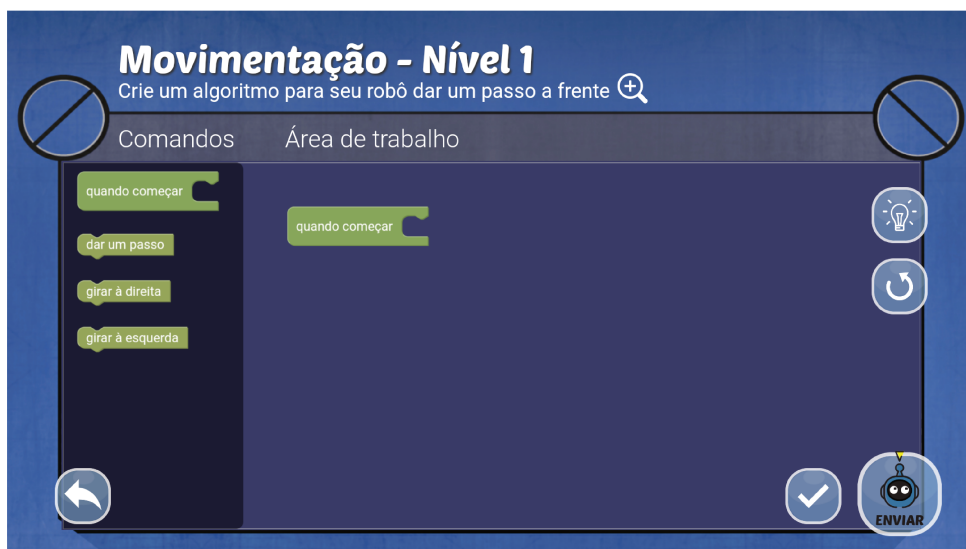 Movimentação - Nível 1
Crie um algoritmo para seu robô dar um passo a frente
Comandos
Área de trabalho
quando começar
dar um passo
girar à direita
girar à esquerda
quando começar
ENVIAR